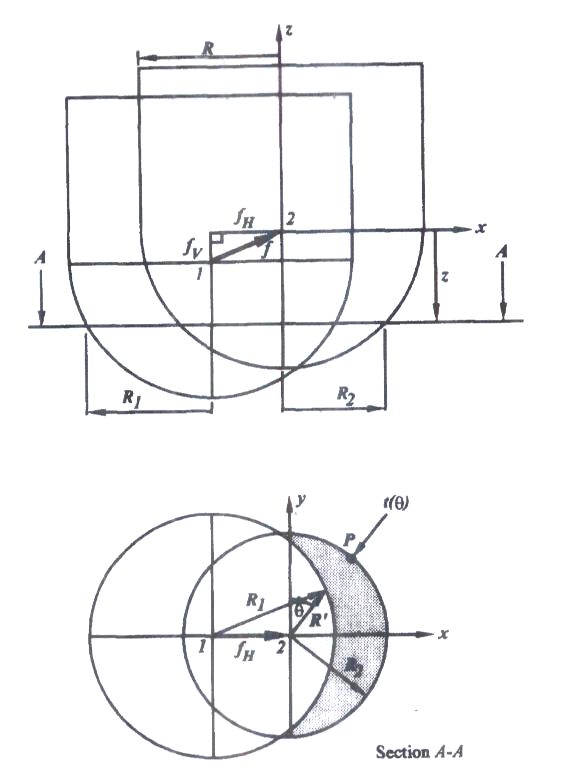 z
R
f_H
2
x
f_V
f
1
A
A
z
R_1
R_2
y
t(θ)
P
R_1
θ
R'
1
f_H
2
x
R_2
Section A-A